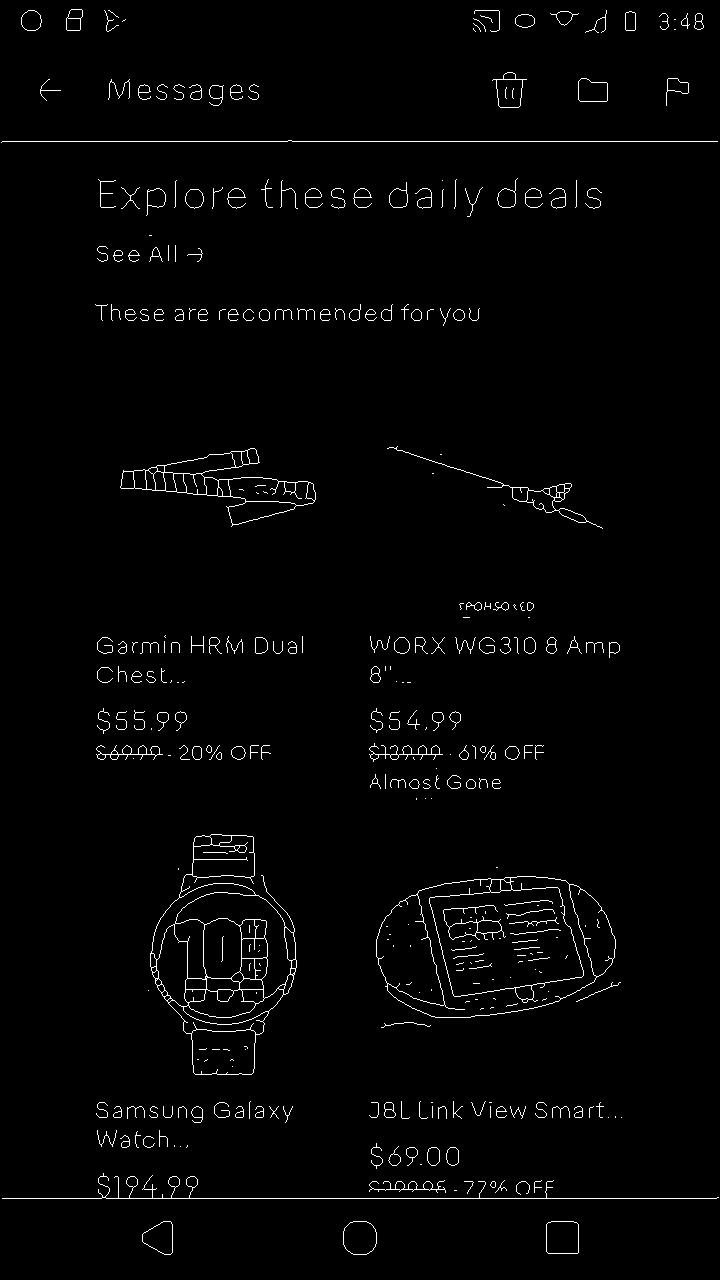 3:48
Messages
Explore these daily deals
See All →
These are recommended for you
SPONSORED
Garmin HRM Dual
Chest...
$55.99
$69.99 - 20% OFF
WORX WG310 8 Amp
8"...
$54.99
$139.99 - 61% OFF
Almost Gone
10
Samsung Galaxy
Watch...
$194.99
JBL Link View Smart...
$69.00
$299.95 - 77% OFF